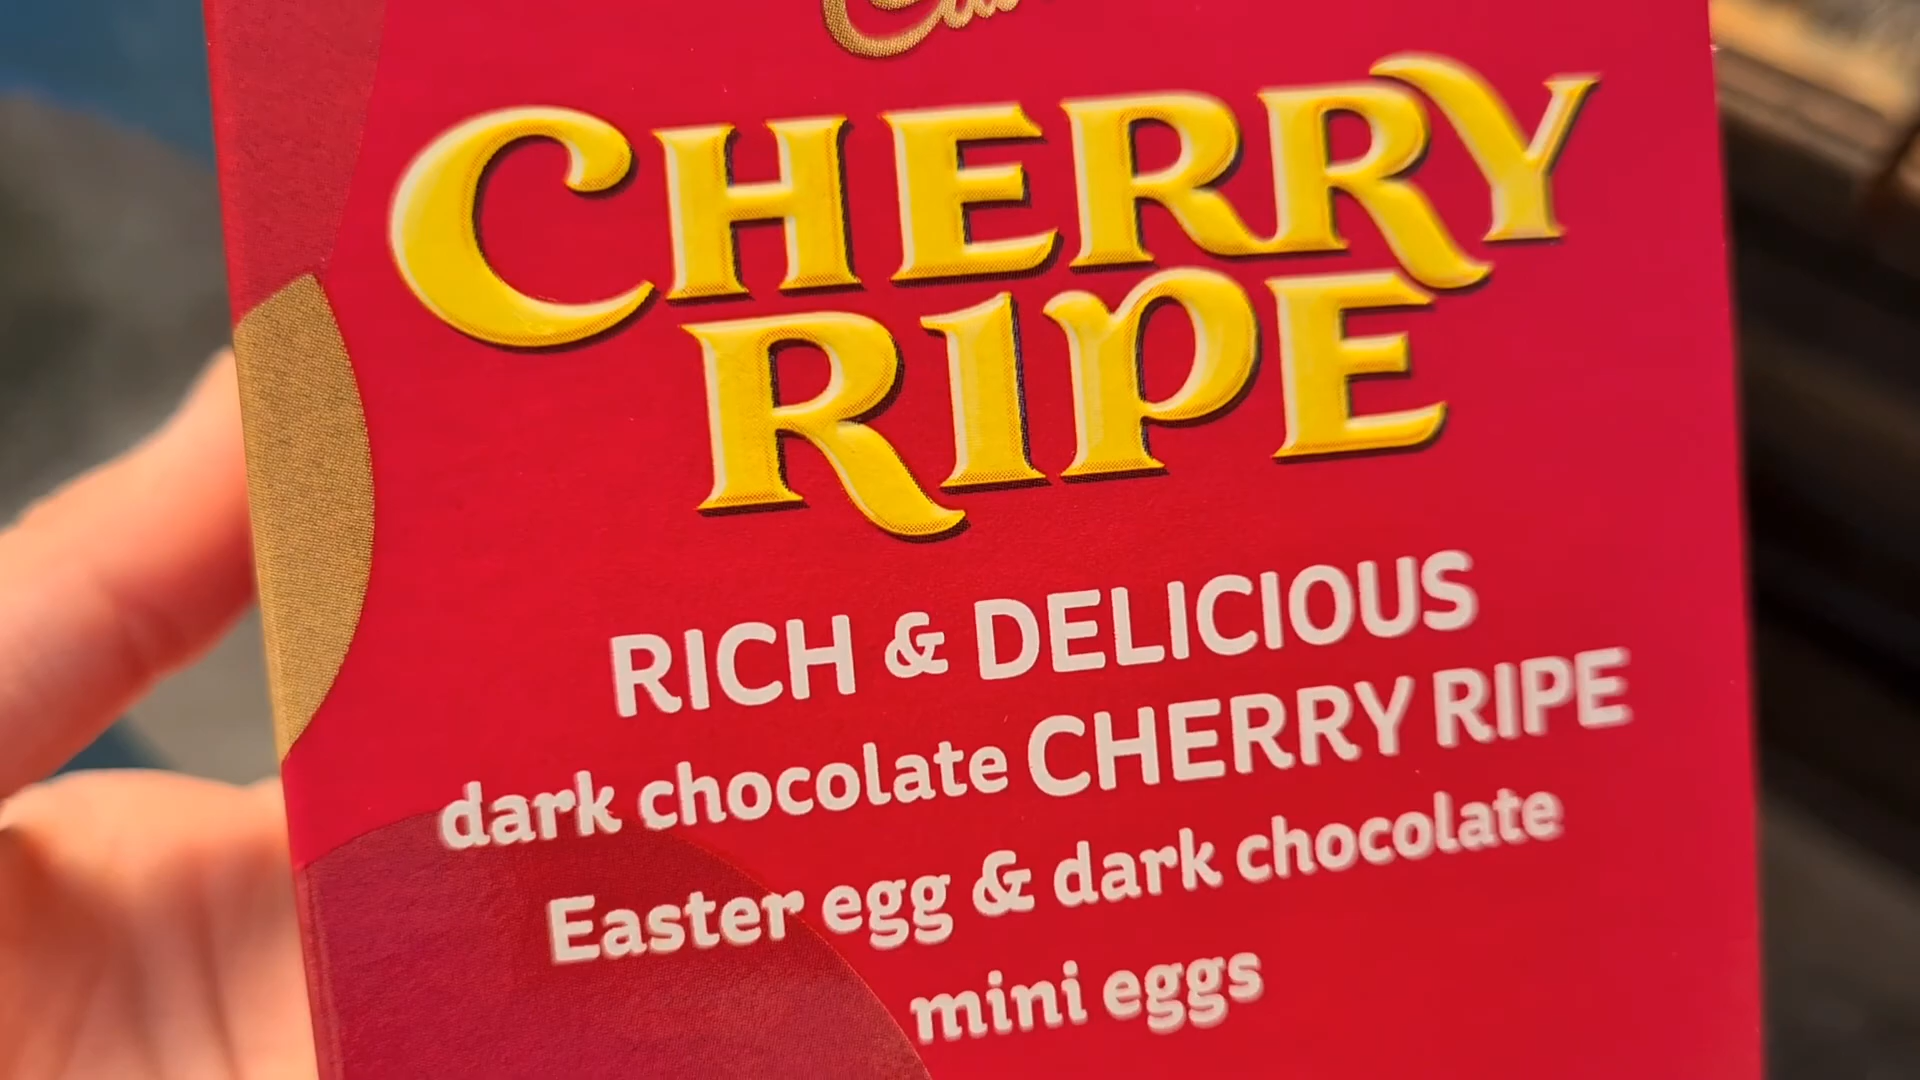 CHERRY
RIPE
RICH & DELICIOUS
dark chocolate CHERRY RIPE
Easter egg & dark chocolate
mini eggs